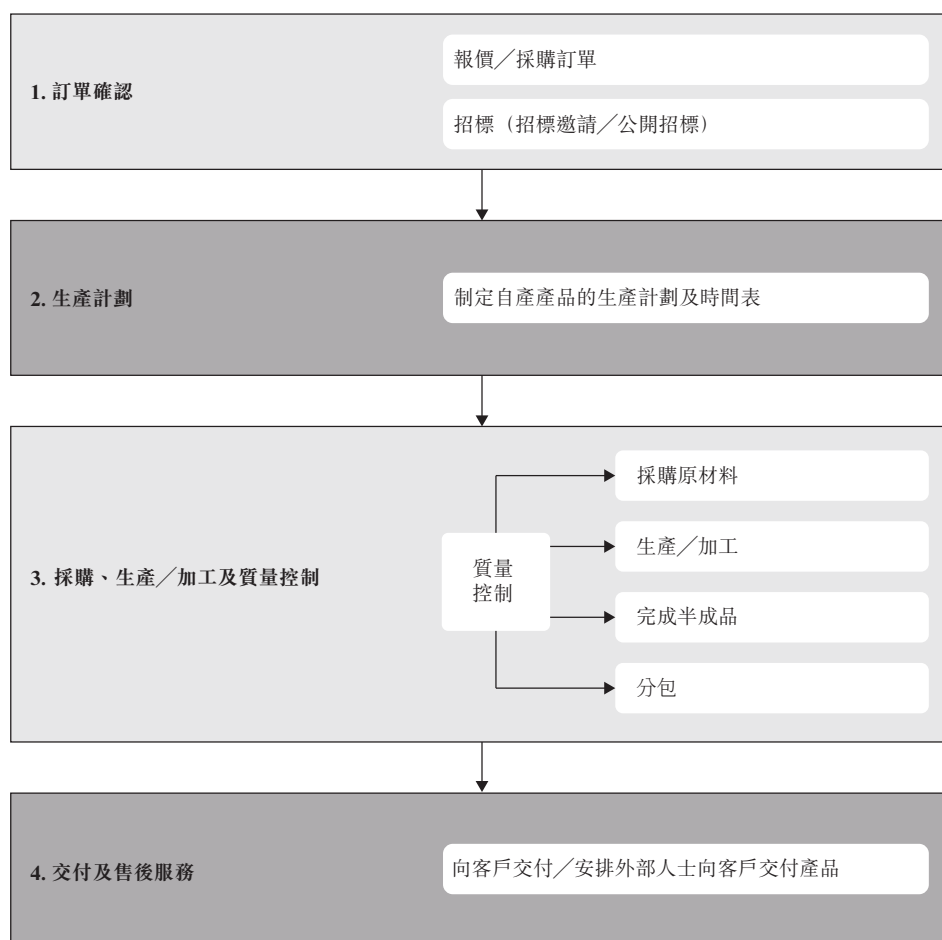 1. 訂單確認
報價／採購訂單
招標（招標邀請／公開招標）
2. 生產計劃
制定自產產品的生產計劃及時間表
3. 採購、生產／加工及質量控制
質量
控制
採購原材料
生產／加工
完成半成品
分包
4. 交付及售後服務
向客戶交付／安排外部人士向客戶交付產品